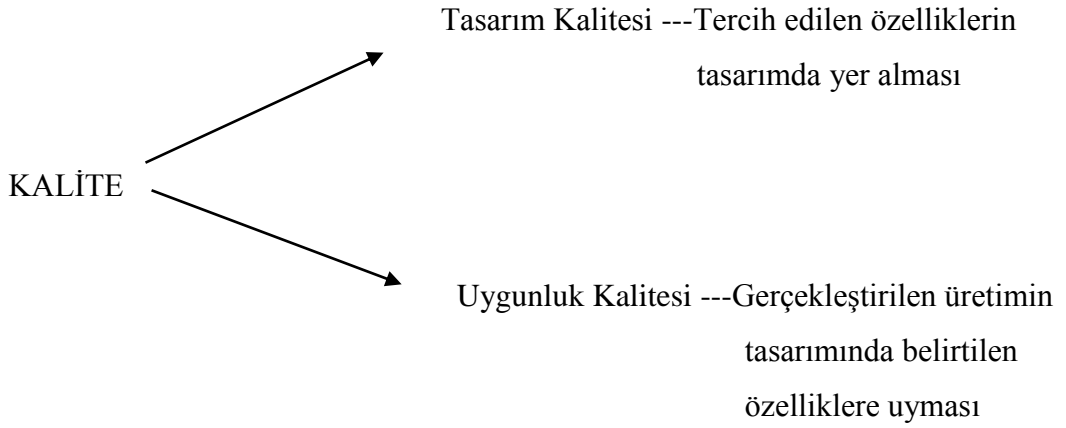 Tasarım Kalitesi ---Tercih edilen özelliklerin
tasarımda yer alması
KALİTE
Uygunluk Kalitesi ---Gerçekleştirilen üretimin
tasarımında belirtilen
özelliklere uyması